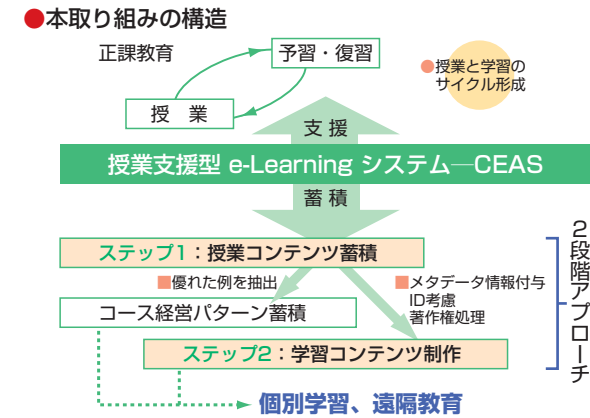 ●本取り組みの構造
正課教育
予習・復習
授　業
●授業と学習の
サイクル形成
支 援
授業支援型 e-Learning システム―CEAS
蓄 積
ステップ1：授業コンテンツ蓄積
■優れた例を抽出
■メタデータ情報付与
ID考慮
著作権処理
コース経営パターン蓄積
ステップ2：学習コンテンツ制作
2段階アプローチ
個別学習、遠隔教育